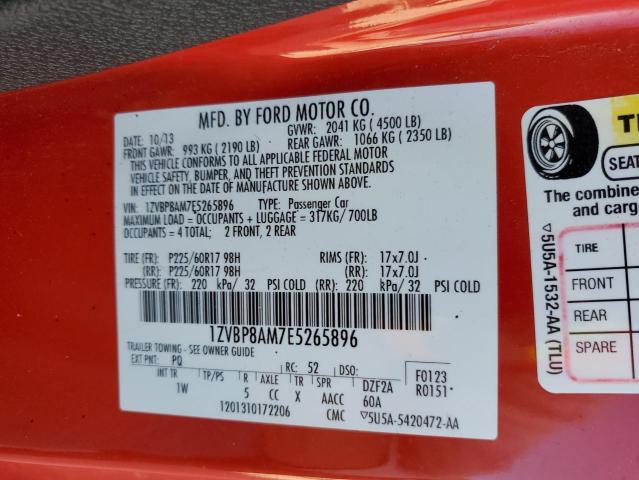 MFD. BY FORD MOTOR CO.
DATE: 10/13 GVWR: 2041 KG ( 4500 LB)
FRONT GAWR: 993 KG ( 2190 LB) REAR GAWR: 1066 KG ( 2350 LB)
THIS VEHICLE CONFORMS TO ALL APPLICABLE FEDERAL MOTOR
VEHICLE SAFETY, BUMPER, AND THEFT PREVENTION STANDARDS
IN EFFECT ON THE DATE OF MANUFACTURE SHOWN ABOVE.
VIN: 1ZVBP8AM7E5265896 TYPE: Passenger Car
MAXIMUM LOAD = OCCUPANTS + LUGGAGE = 317KG/700LB
OCCUPANTS = 4 TOTAL; 2 FRONT, 2 REAR
TIRE (FR): P225/60R17 98H RIMS (FR): 17x7.0J
(RR): P225/60R17 98H (RR): 17x7.0J
PRESSURE (FR): 220 kPa/ 32 PSI COLD (RR): 220 kPa/ 32 PSI COLD
1ZVBP8AM7E5265896
TRAILER TOWING - SEE OWNER GUIDE
EXT PNT: PQ RC: 52 DSO: F0123
INT TR TP/PS R AXLE TR SPR DZF2A R0151*
1W 5 CC X AACC 60A
1201310172206 CMC ▽5U5A-5420472-AA
TI
SEAT
The combine
and carg
TIRE
FRONT
REAR
SPARE
▽5U5A-1532-AA (TLU)